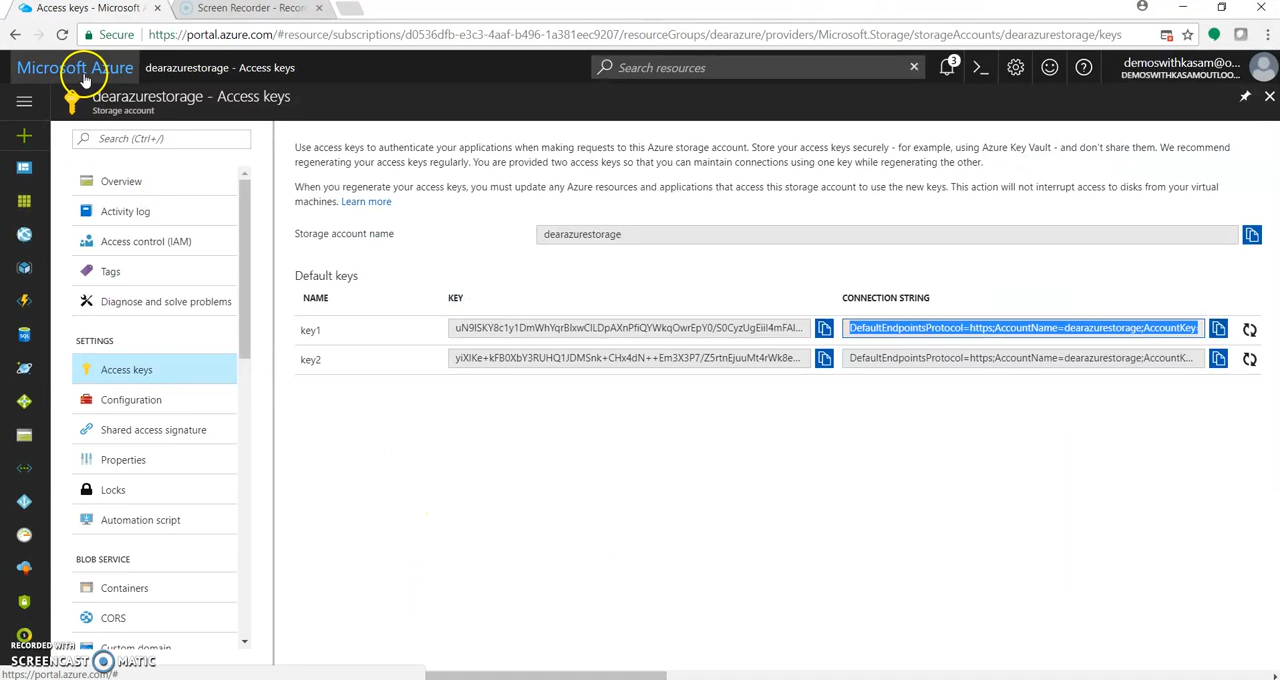 Access keys - Microsoft A
Screen Recorder - Recor
Secure
https://portal.azure.com/#resource/subscriptions/d0536dfb-e3c3-4aaf-b496-1a381eec9207/resourceGroups/dearazure/providers/Microsoft.Storage/storageAccounts/dearazurestorage/keys
Microsoft Azure
dearazurestorage - Access keys
Search resources
3
demoswithkasam@o...
DEMOSWITHKASAMOUTLOO...
dearazurestorage - Access keys
Storage account
Search (Ctrl+/)
Overview
Activity log
Access control (IAM)
Tags
Diagnose and solve problems
SETTINGS
Access keys
Configuration
Shared access signature
Properties
Locks
Automation script
BLOB SERVICE
Containers
CORS
Custom domain
Use access keys to authenticate your applications when making requests to this Azure storage account. Store your access keys securely - for example, using Azure Key Vault - and don't share them. We recommend
regenerating your access keys regularly. You are provided two access keys so that you can maintain connections using one key while regenerating the other.
When you regenerate your access keys, you must update any Azure resources and applications that access this storage account to use the new keys. This action will not interrupt access to disks from your virtual
machines. Learn more
Storage account name
dearazurestorage
Default keys
NAME
KEY
CONNECTION STRING
key1
DefaultEndpointsProtocol=https;AccountName=dearazurestorage;AccountKey
key2
DefaultEndpointsProtocol=https;AccountName=dearazurestorage;AccountK...
RECORDED WITH
SCREENCAST MATIC
https://portal.azure.com/#